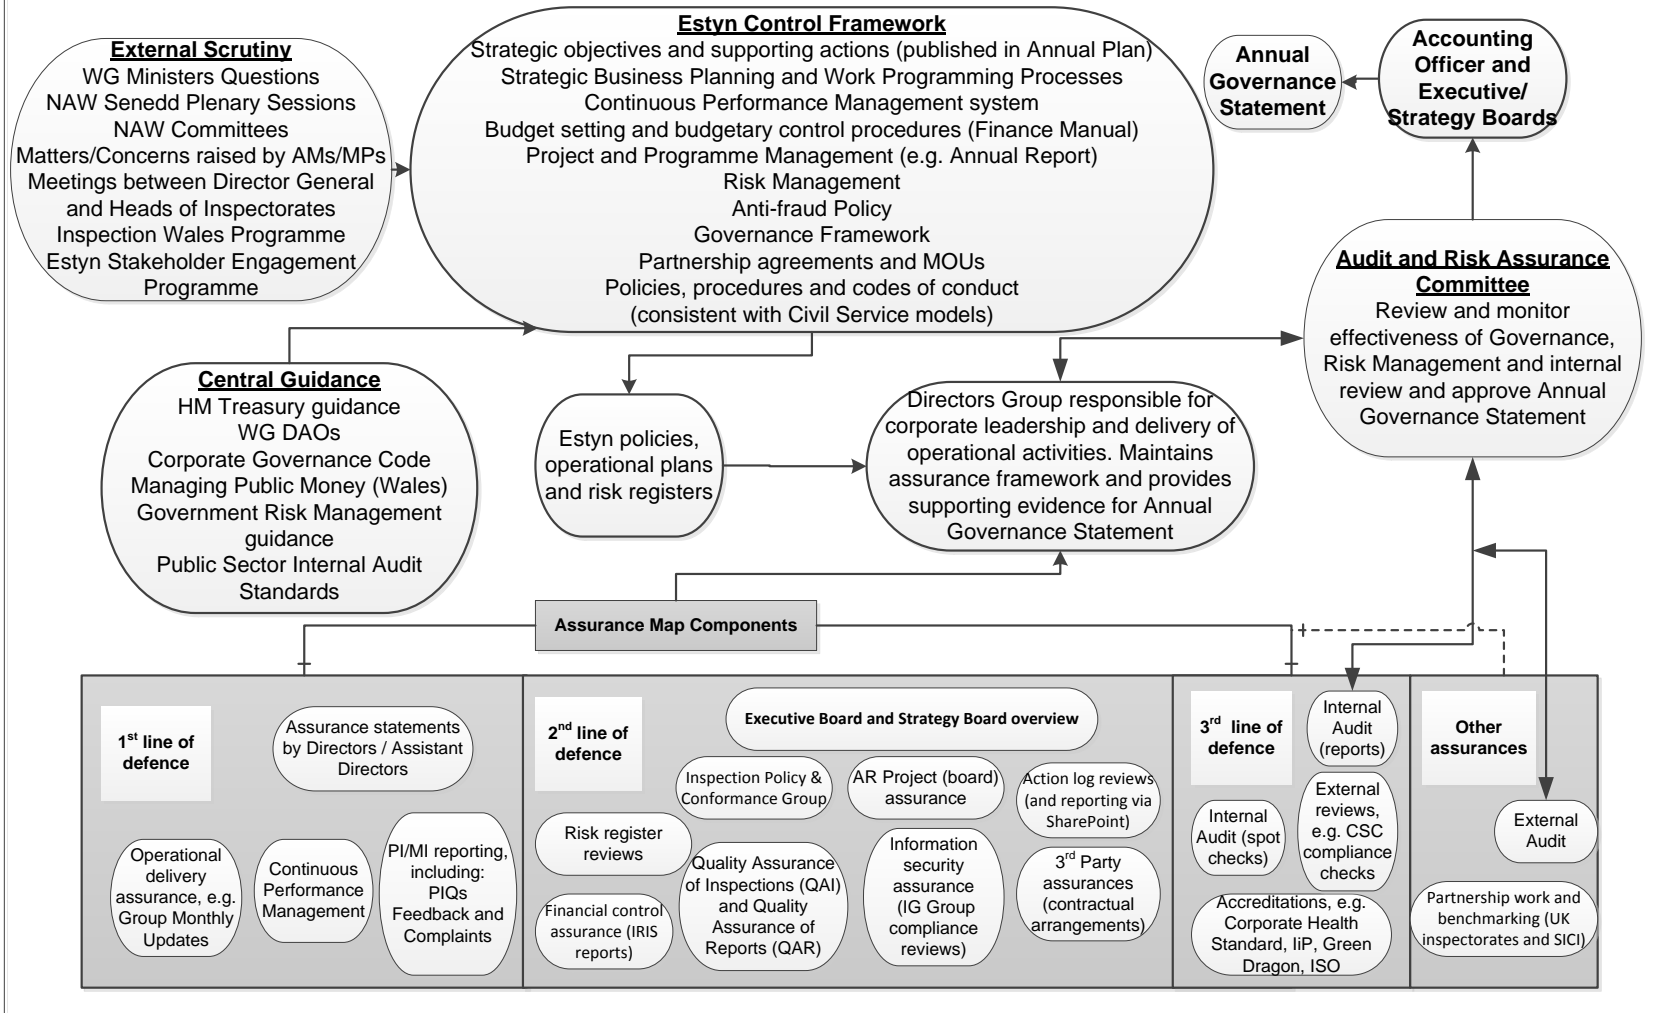 External Scrutiny
WG Ministers Questions
NAW Senedd Plenary Sessions
NAW Committees
Matters/Concerns raised by AMs/MPs
Meetings between Director General
and Heads of Inspectorates
Inspection Wales Programme
Estyn Stakeholder Engagement
Programme
Estyn Control Framework
Strategic objectives and supporting actions (published in Annual Plan)
Strategic Business Planning and Work Programming Processes
Continuous Performance Management system
Budget setting and budgetary control procedures (Finance Manual)
Project and Programme Management (e.g. Annual Report)
Risk Management
Anti-fraud Policy
Governance Framework
Partnership agreements and MOUs
Policies, procedures and codes of conduct
(consistent with Civil Service models)
Annual
Governance
Statement
Accounting
Officer and
Executive/
Strategy Boards
Audit and Risk Assurance
Committee
Review and monitor
effectiveness of Governance,
Risk Management and internal
review and approve Annual
Governance Statement
Central Guidance
HM Treasury guidance
WG DAOs
Corporate Governance Code
Managing Public Money (Wales)
Government Risk Management
guidance
Public Sector Internal Audit
Standards
Estyn policies,
operational plans
and risk registers
Directors Group responsible for
corporate leadership and delivery of
operational activities. Maintains
assurance framework and provides
supporting evidence for Annual
Governance Statement
Assurance Map Components
1st line of
defence
Assurance statements
by Directors / Assistant
Directors
Operational
delivery
assurance, e.g.
Group Monthly
Updates
Continuous
Performance
Management
PI/MI reporting,
including:
PIQs
Feedback and
Complaints
2nd line of
defence
Executive Board and Strategy Board overview
Inspection Policy &
Conformance Group
AR Project (board)
assurance
Action log reviews
(and reporting via
SharePoint)
Risk register
reviews
Quality Assurance
of Inspections (QAI)
and Quality
Assurance of
Reports (QAR)
Information
security
assurance
(IG Group
compliance
reviews)
3rd Party
assurances
(contractual
arrangements)
Financial control
assurance (IRIS
reports)
3rd line of
defence
Internal
Audit
(reports)
Internal
Audit (spot
checks)
External
reviews,
e.g. CSC
compliance
checks
Accreditations, e.g.
Corporate Health
Standard, IiP, Green
Dragon, ISO
Other
assurances
External
Audit
Partnership work and
benchmarking (UK
inspectorates and SICI)